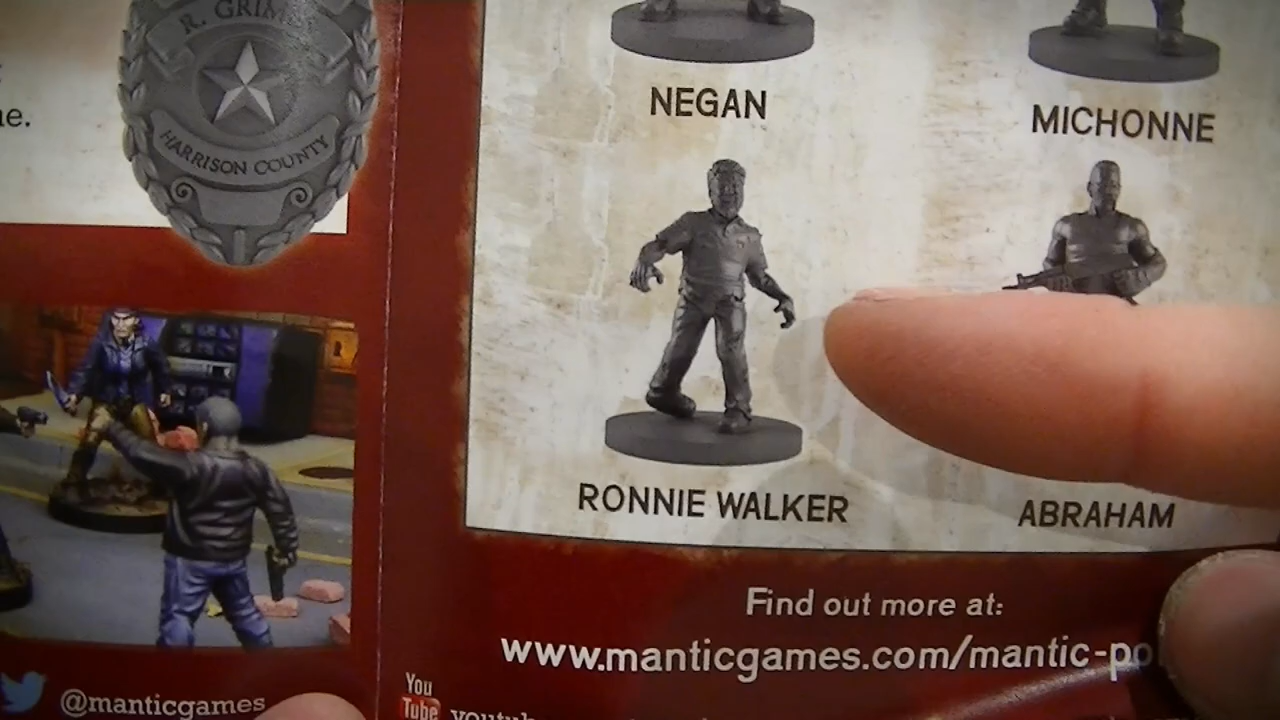 R. GRIM
HARRISON COUNTY
NEGAN
MICHONNE
RONNIE WALKER
ABRAHAM
Find out more at:
www.manticgames.com/mantic-po
@manticgames
You
Tube